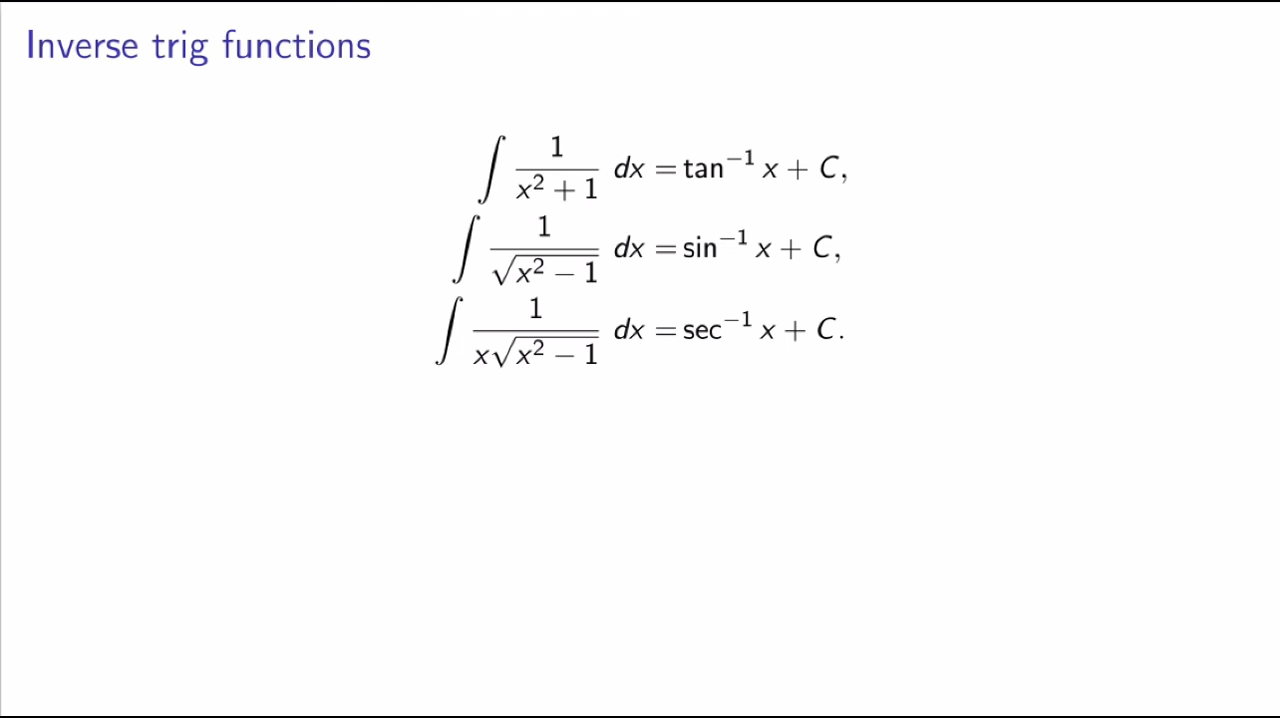 Inverse trig functions
∫ 1/(x² + 1) dx = tan⁻¹ x + C,
∫ 1/√(x² − 1) dx = sin⁻¹ x + C,
∫ 1/(x√(x² − 1)) dx = sec⁻¹ x + C.